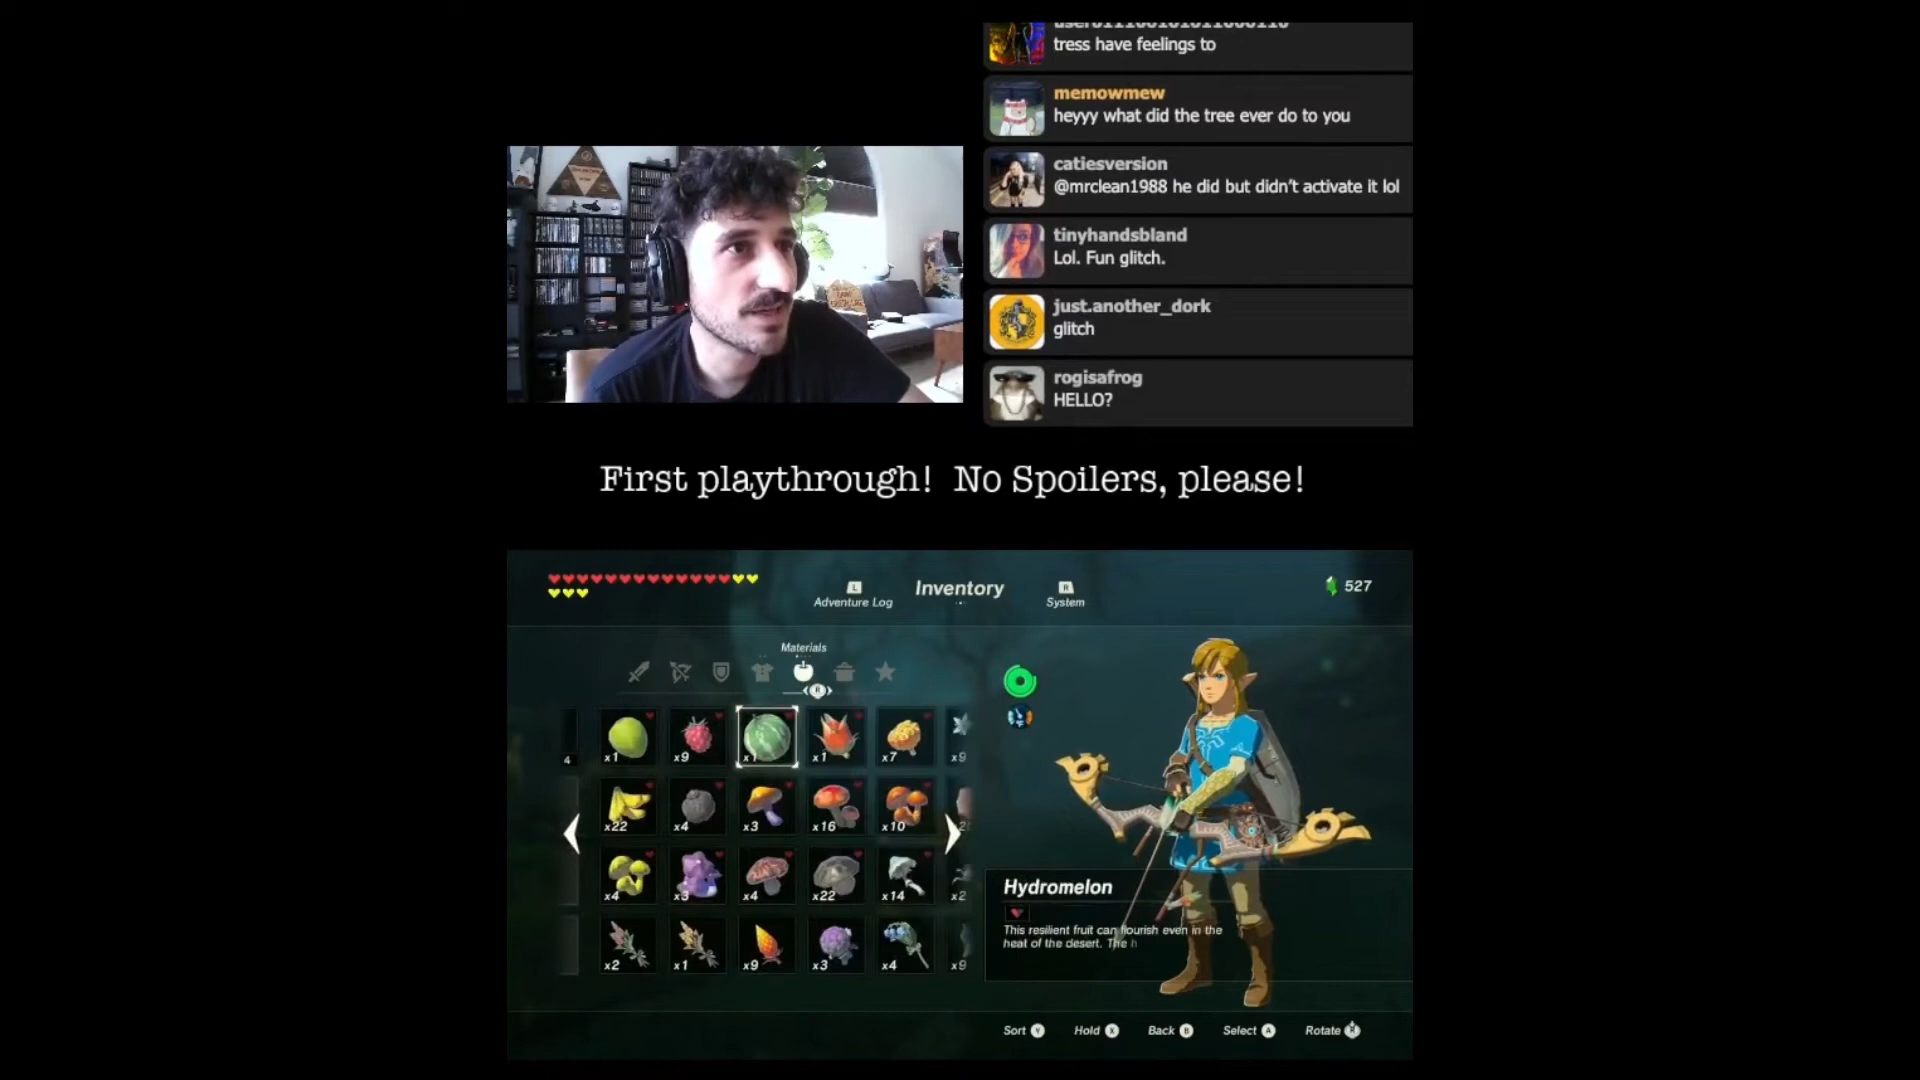 tress have feelings to
memowmew
heyyy what did the tree ever do to you
catiesversion
@mrclean1988 he did but didn't activate it lol
tinyhandsbland
Lol. Fun glitch.
just.another_dork
glitch
rogisafrog
HELLO?
First playthrough! No Spoilers, please!
L
Inventory
R
527
Adventure Log
System
Materials
R
4
x1
x9
x1
x1
x7
x9
x22
x4
x3
x16
x10
x4
x3
x4
x22
x14
x2
x2
x1
x9
x3
x4
x9
Hydromelon
This resilient fruit can flourish even in the
heat of the desert. The h
Sort Y
Hold X
Back B
Select A
Rotate R